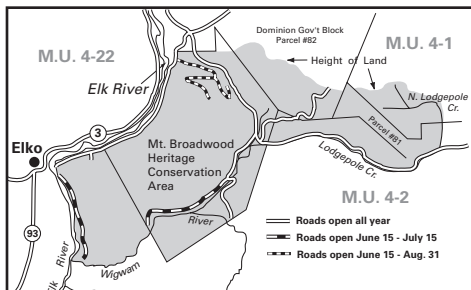 Dominion Gov't Block
Parcel #82
M.U. 4-22
M.U. 4-1
Height of Land
Elk River
N. Lodgepole
Cr.
3
Parcel #81
Elko
Mt. Broadwood
Heritage
Conservation
Area
Lodgepole Cr.
M.U. 4-2
River
Roads open all year
93
Roads open June 15 - July 15
Elk River
Wigwam
Roads open June 15 - Aug. 31